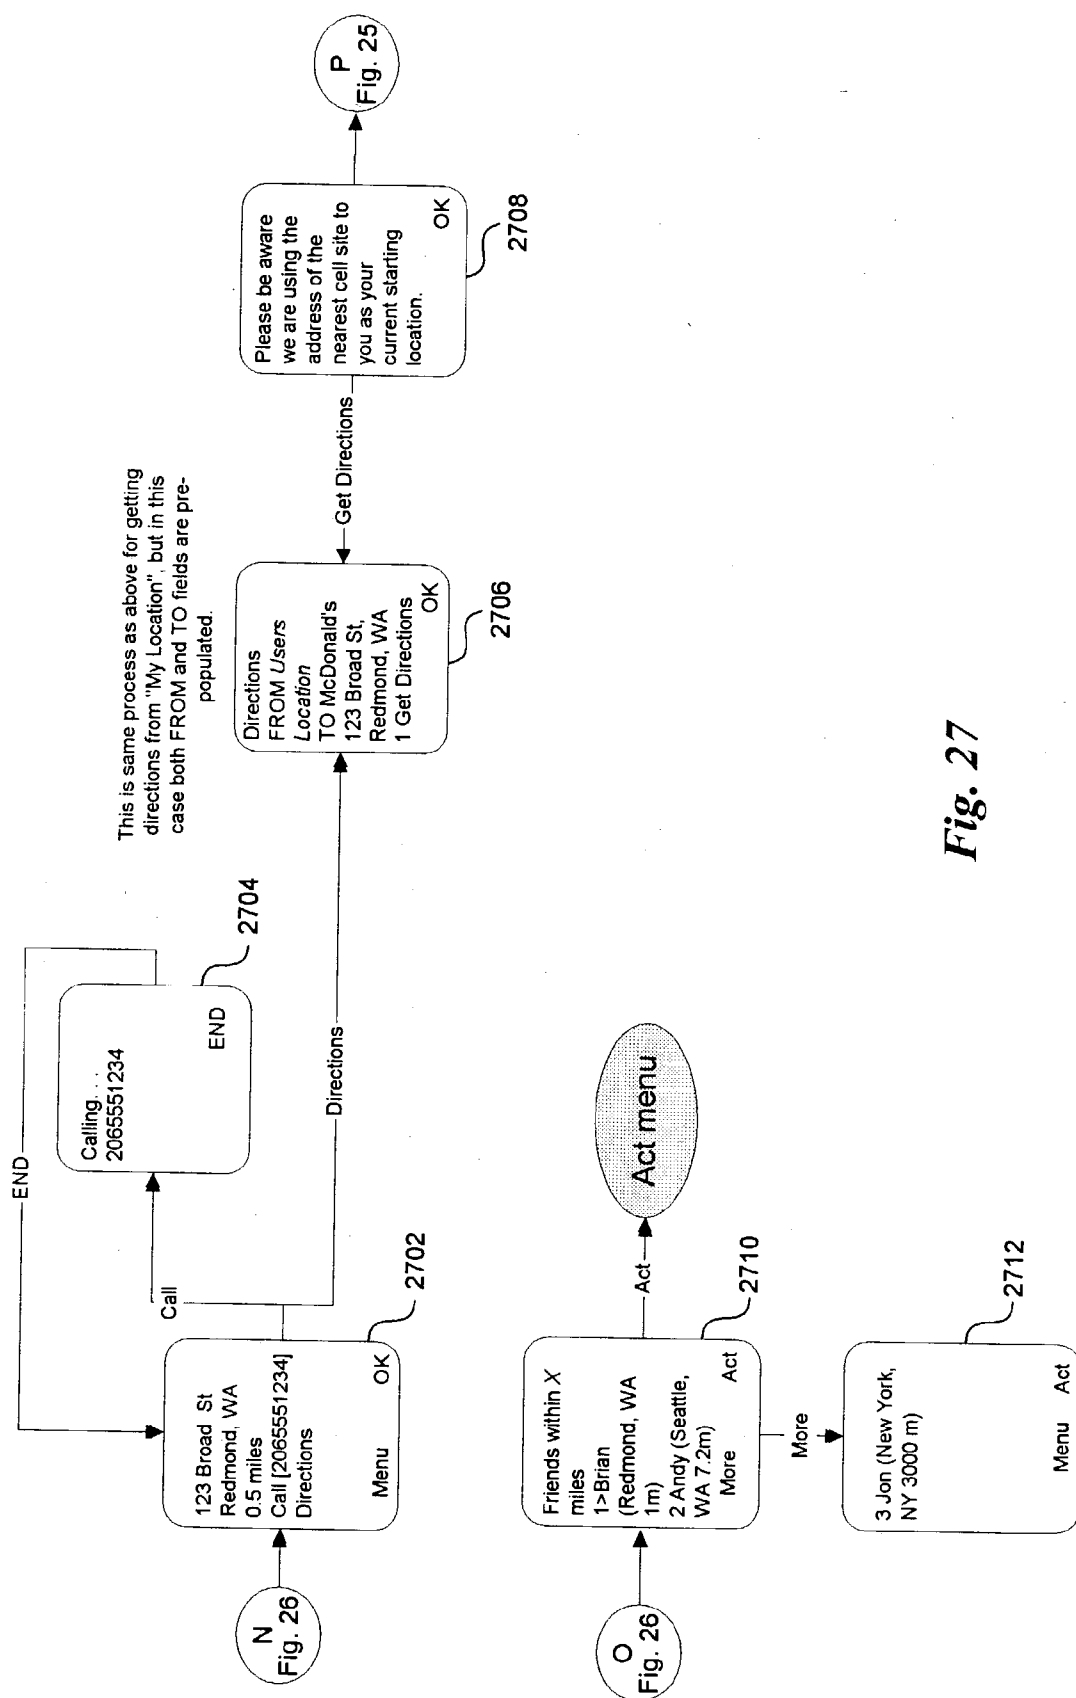 N
Fig. 26
123 Broad St
Redmond, WA
0.5 miles
Call [2065551234]
Directions
Menu OK
2702
Call
END
Calling. . .
2065551234
END
2704
Directions
This is same process as above for getting
directions from "My Location", but in this
case both FROM and TO fields are pre-
populated.
Directions
FROM Users
Location
TO McDonald's
123 Broad St,
Redmond, WA
1 Get Directions
OK
2706
Get Directions
Please be aware
we are using the
address of the
nearest cell site to
you as your
current starting
location.
OK
2708
P
Fig. 25
O
Fig. 26
Friends within X
miles
1>Brian
(Redmond, WA
1m)
2 Andy (Seattle,
WA 7.2m)
More Act
2710
Act
Act menu
More
3 Jon (New York,
NY 3000 m)
Menu Act
2712
Fig. 27